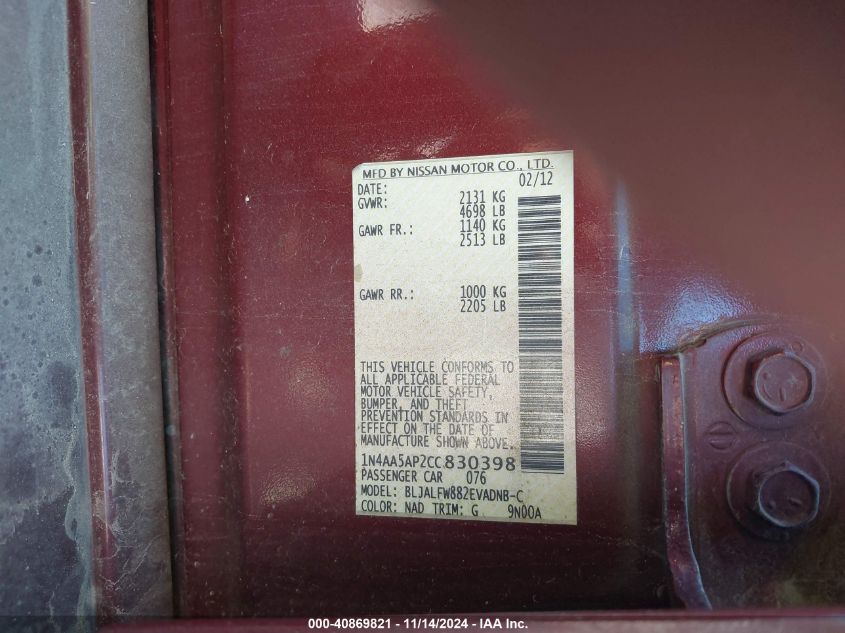 MFD BY NISSAN MOTOR CO., LTD.
DATE: 02/12
GVWR: 2131 KG
4698 LB
GAWR FR.: 1140 KG
2513 LB
GAWR RR.: 1000 KG
2205 LB
THIS VEHICLE CONFORMS TO
ALL APPLICABLE FEDERAL
MOTOR VEHICLE SAFETY,
BUMPER, AND THEFT
PREVENTION STANDARDS IN
EFFECT ON THE DATE OF
MANUFACTURE SHOWN ABOVE.
1N4AA5AP2CC830398
PASSENGER CAR 076
MODEL: BLJALFW882EVADNB-C
COLOR: NAD TRIM: G 9N00A
000-40869821 - 11/14/2024 - IAA Inc.